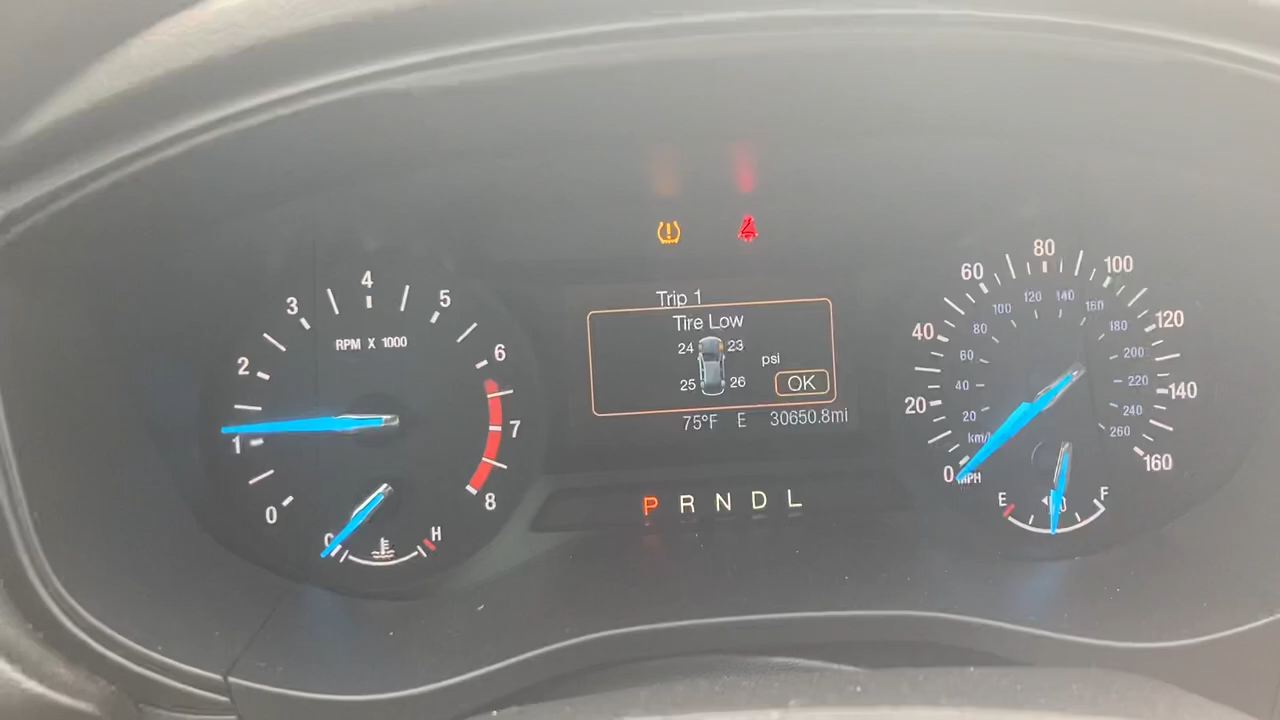 Trip 1
Tire Low
24 23
psi
25 26
OK
75°F E 30650.8mi
P R N D L
0 1 2 3 4 5 6 7 8
RPM X 1000
C H
0 20 40 60 80 100 120 140 160
20 40 60 80 100 120 140 160 180 200 220 240 260
km/h
MPH
E F